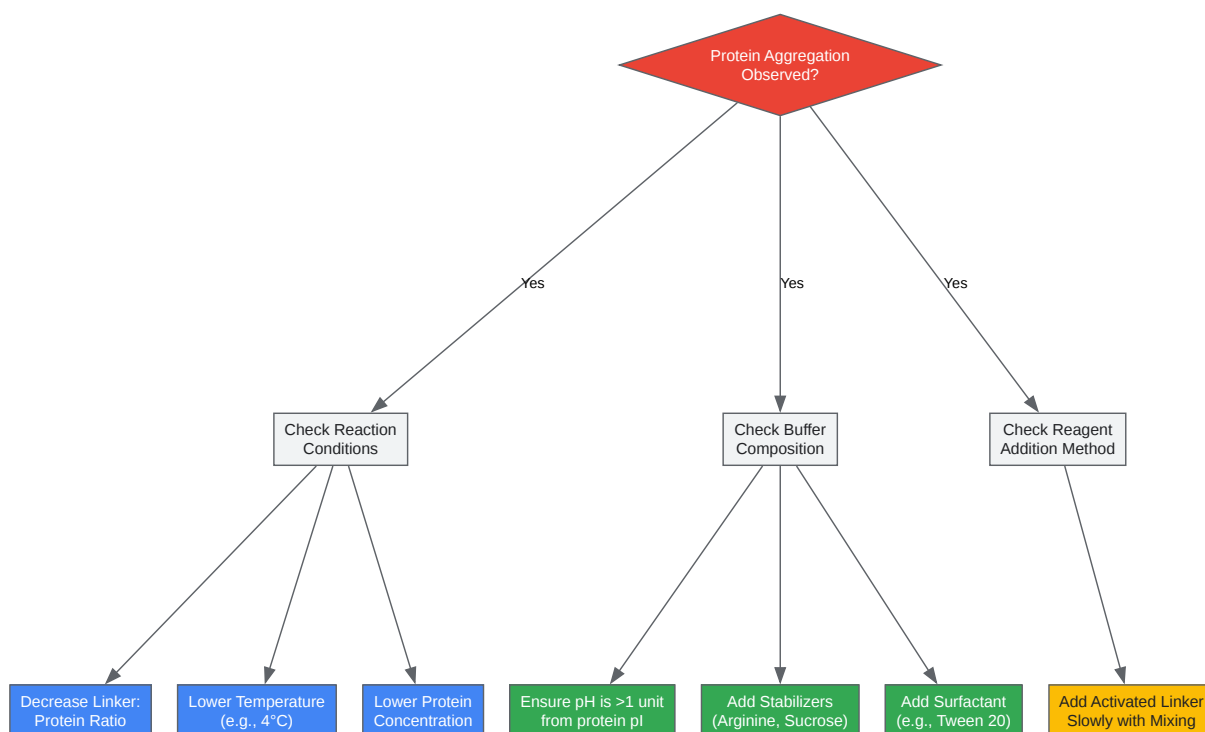 Protein Aggregation
Observed?
Yes
Yes
Yes
Check Reaction
Conditions
Check Buffer
Composition
Check Reagent
Addition Method
Decrease Linker:
Protein Ratio
Lower Temperature
(e.g., 4°C)
Lower Protein
Concentration
Ensure pH is >1 unit
from protein pI
Add Stabilizers
(Arginine, Sucrose)
Add Surfactant
(e.g., Tween 20)
Add Activated Linker
Slowly with Mixing